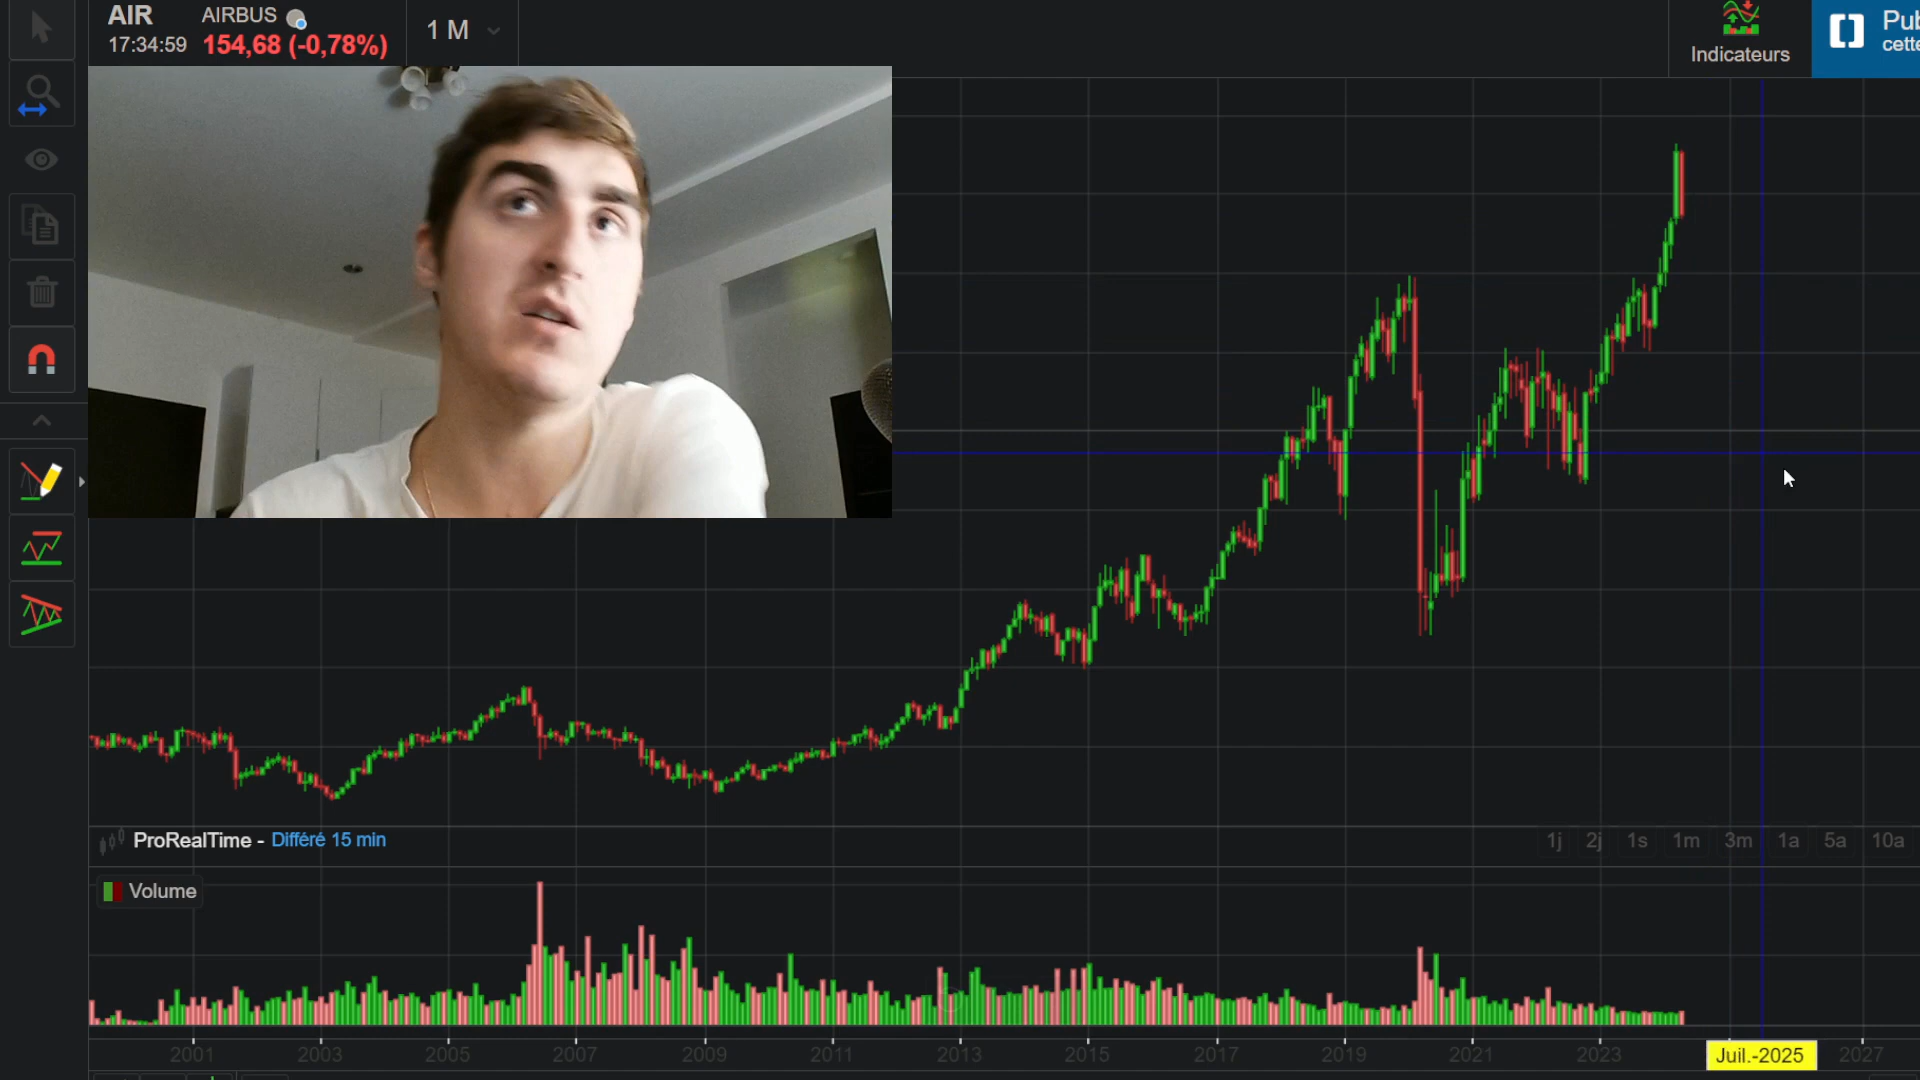 AIR AIRBUS
17:34:59 154,68 (-0,78%)
1 M
Indicateurs
ProRealTime - Différé 15 min
1j 2j 1s 1m 3m 1a 5a 10a
Volume
2001 2003 2005 2007 2009 2011 2013 2015 2017 2019 2021 2023 Juil.-2025 2027